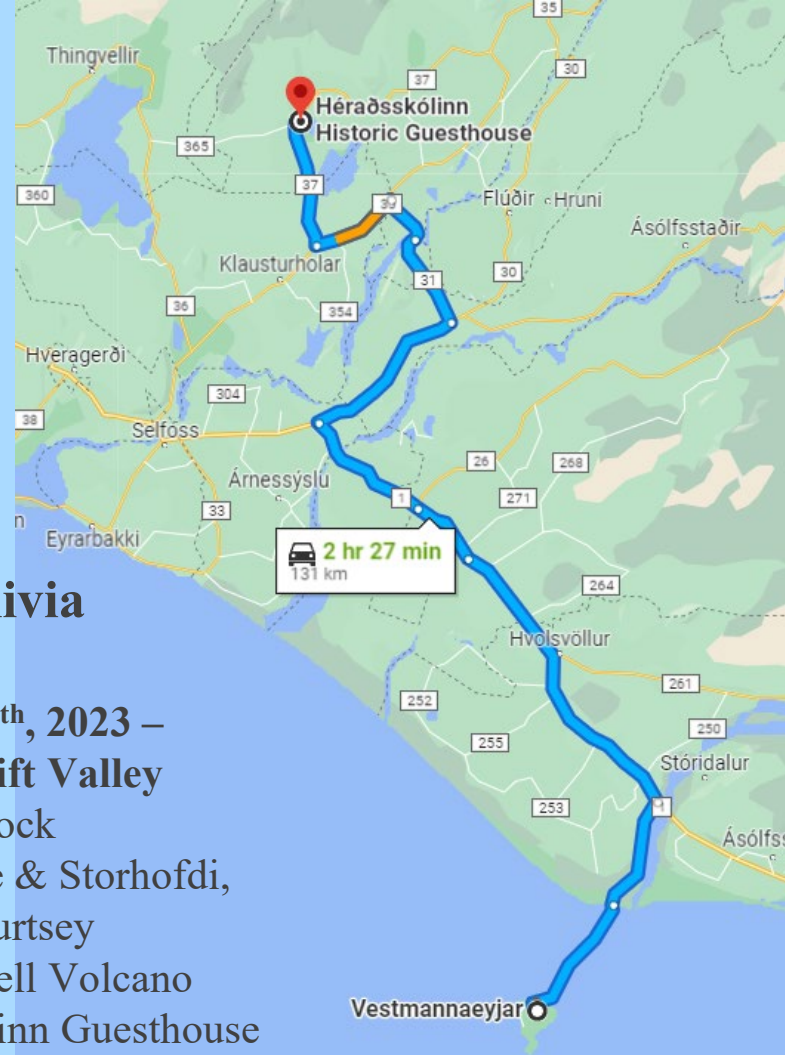 35
Thingvellir
37
30
Héraðsskólinn
Historic Guesthouse
365
37
360
39
Flúðir
Hruni
Ásólfsstaðir
Klausturholar
31
30
354
36
Hveragerði
304
38
Selfoss
Árnessýslu
26
268
1
271
33
Eyrarbakki
2 hr 27 min
131 km
264
ivia
Hvolsvöllur
261
252
th, 2023 –
250
255
ift Valley
Stóridalur
253
1
ock
Ásólfss
e & Storhofdi,
urtsey
ell Volcano
Vestmannaeyjar
inn Guesthouse